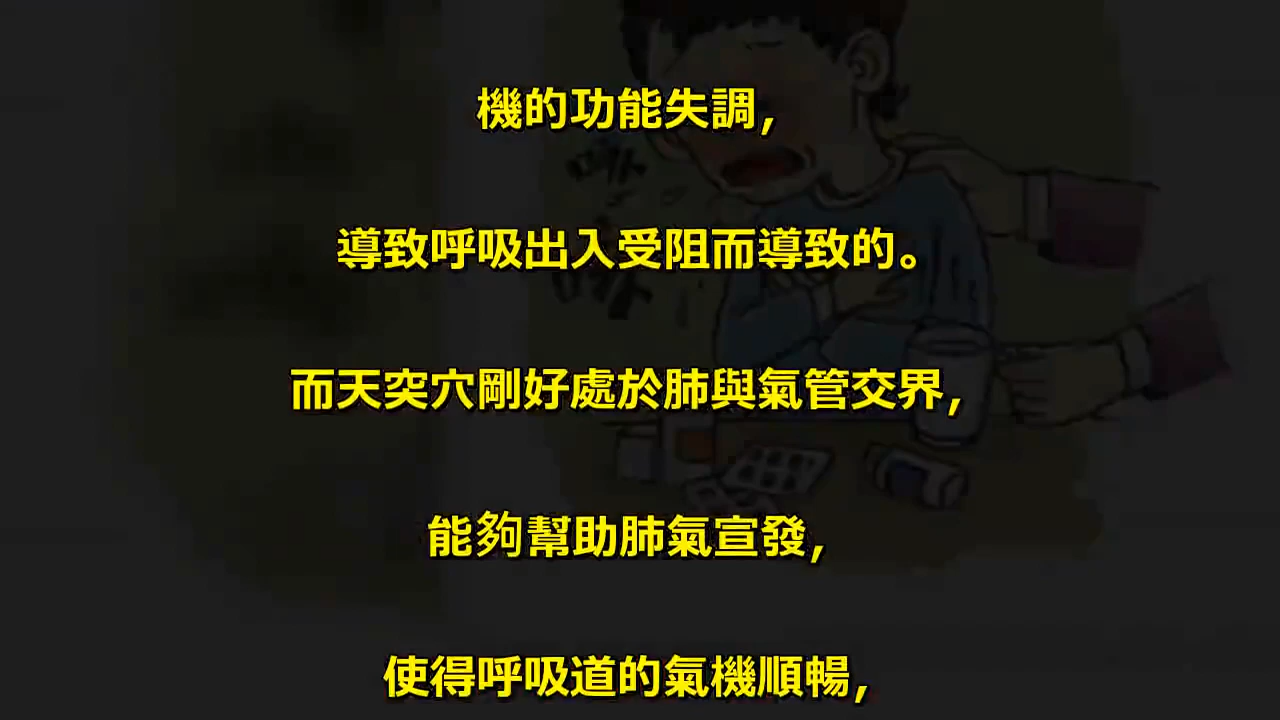 機的功能失調，
導致呼吸出入受阻而導致的。
而天突穴剛好處於肺與氣管交界，
能夠幫助肺氣宣發，
使得呼吸道的氣機順暢，